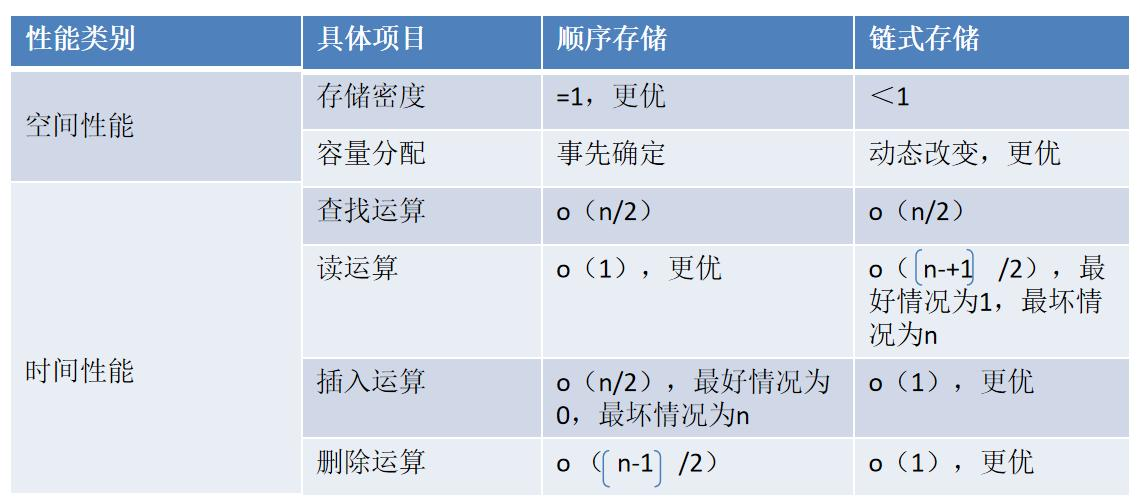 性能类别 具体项目 顺序存储 链式存储
空间性能 存储密度 =1，更优 ＜1
容量分配 事先确定 动态改变，更优
时间性能 查找运算 o（n/2） o（n/2）
读运算 o（1），更优 o（[n-+1] /2），最
好情况为1，最坏情
况为n
插入运算 o（n/2），最好情况为
0，最坏情况为n
o（1），更优
删除运算 o （[n-1] /2） o（1），更优